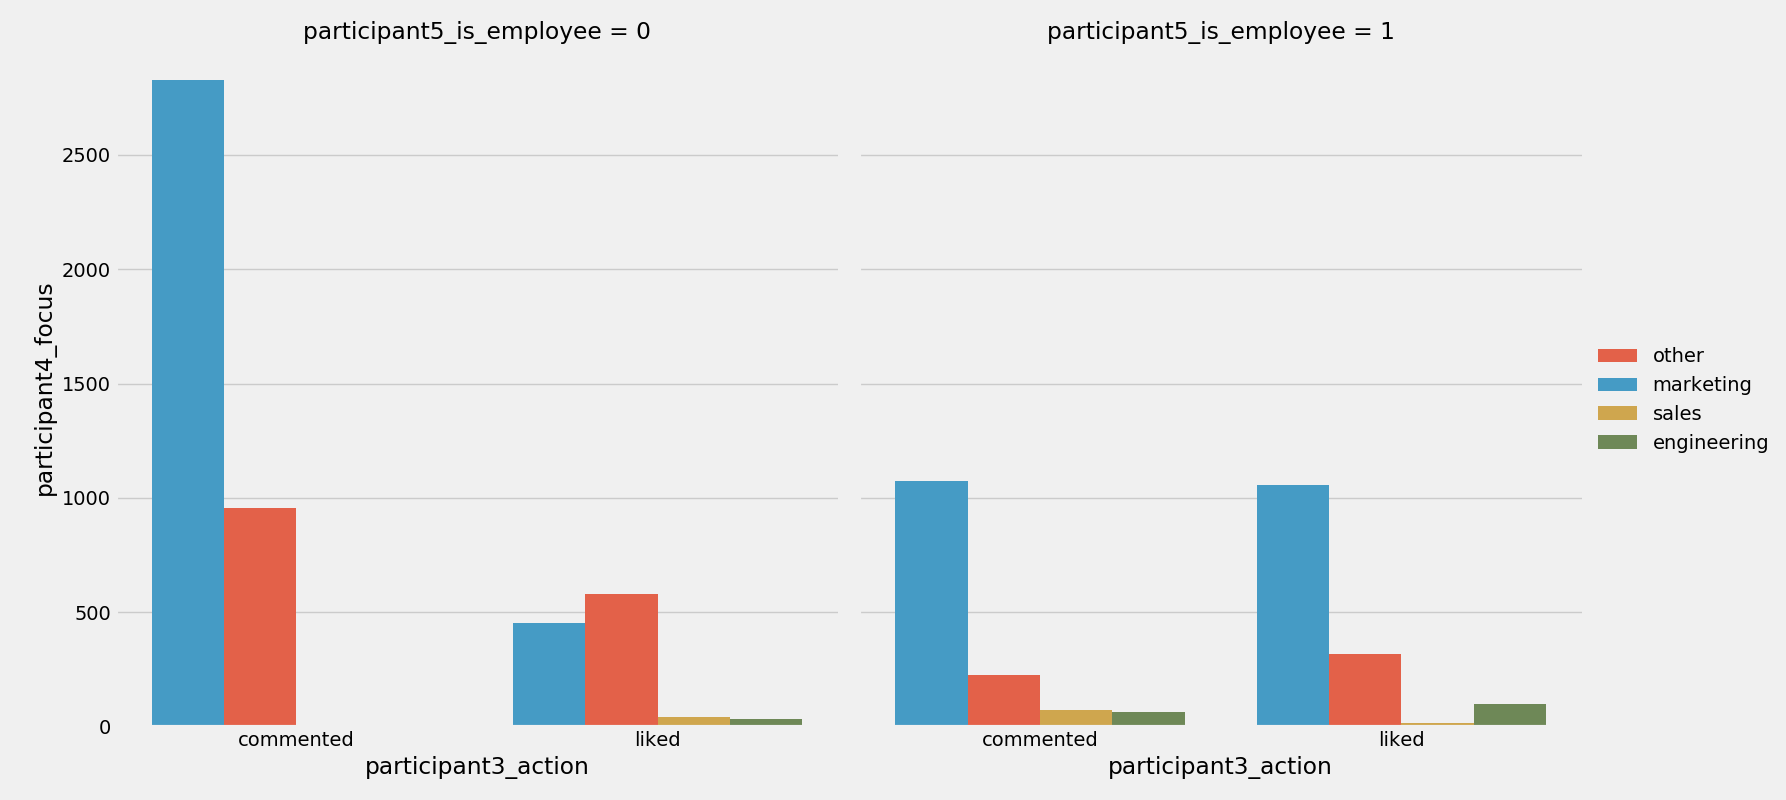 participant5_is_employee = 0
participant5_is_employee = 1
participant4_focus
2500
2000
1500
1000
500
0
commented
liked
commented
liked
participant3_action
participant3_action
other
marketing
sales
engineering